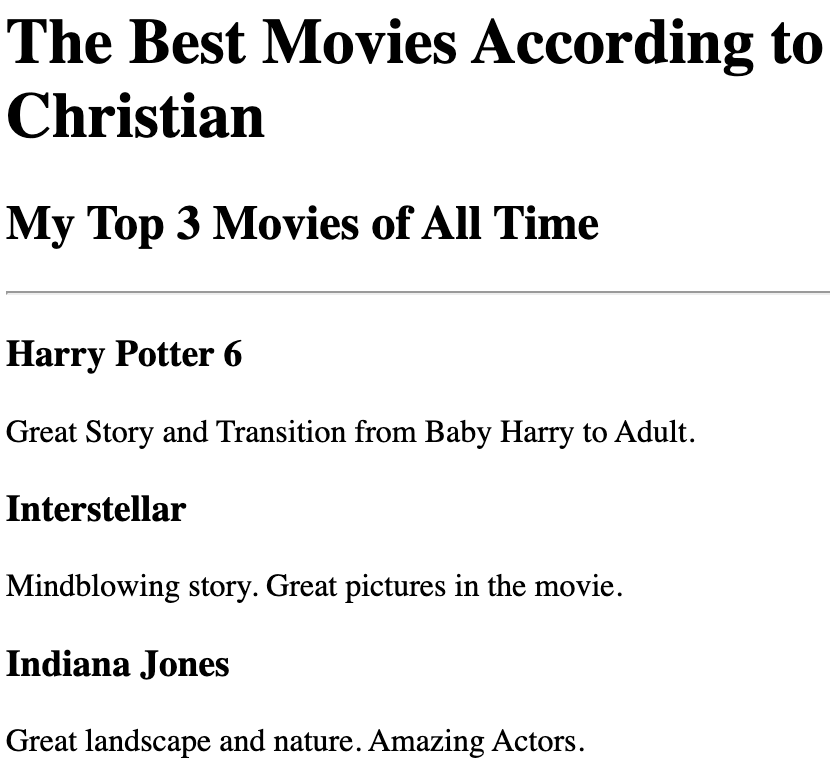 The Best Movies According to
Christian
My Top 3 Movies of All Time
Harry Potter 6
Great Story and Transition from Baby Harry to Adult.
Interstellar
Mindblowing story. Great pictures in the movie.
Indiana Jones
Great landscape and nature. Amazing Actors.